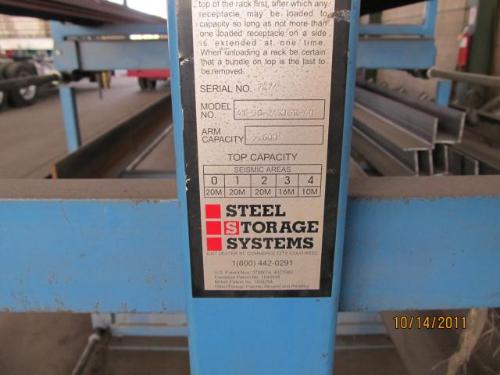 top of the rack first, after which any
receptacle may be loaded to
capacity so long as not more than
one loaded receptacle on a side
is extended at one time.
When unloading a rack be certain
that a bundle on top is the last to
be removed.
SERIAL NO.
MODEL
NO.
ARM
CAPACITY
TOP CAPACITY
SEISMIC AREAS
0 1 2 3 4
20M 20M 20M 16M 10M
STEEL
STORAGE
SYSTEMS
1(800) 442-0291
10/14/2011